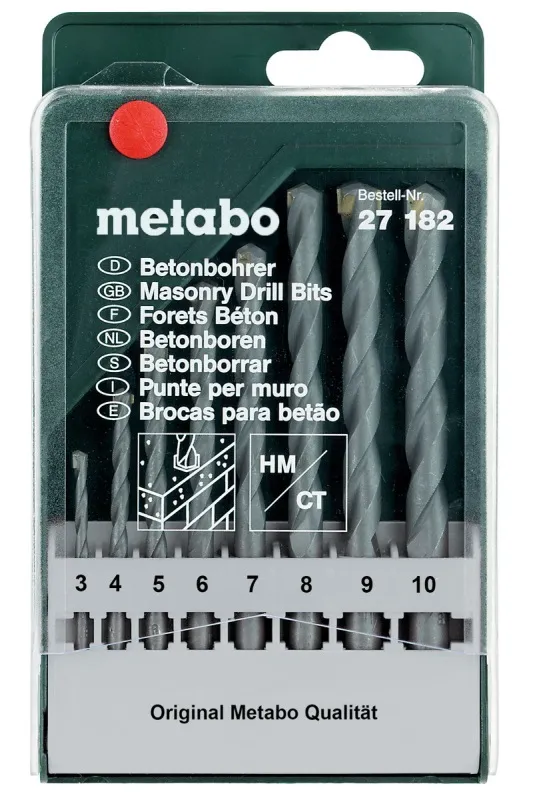 metabo
Bestell-Nr.
27 182
D Betonbohrer
GB Masonry Drill Bits
F Forets Béton
NL Betonboren
S Betonborrar
I Punte per muro
E Brocas para betão
HM
CT
3 4 5 6 7 8 9 10
Original Metabo Qualität